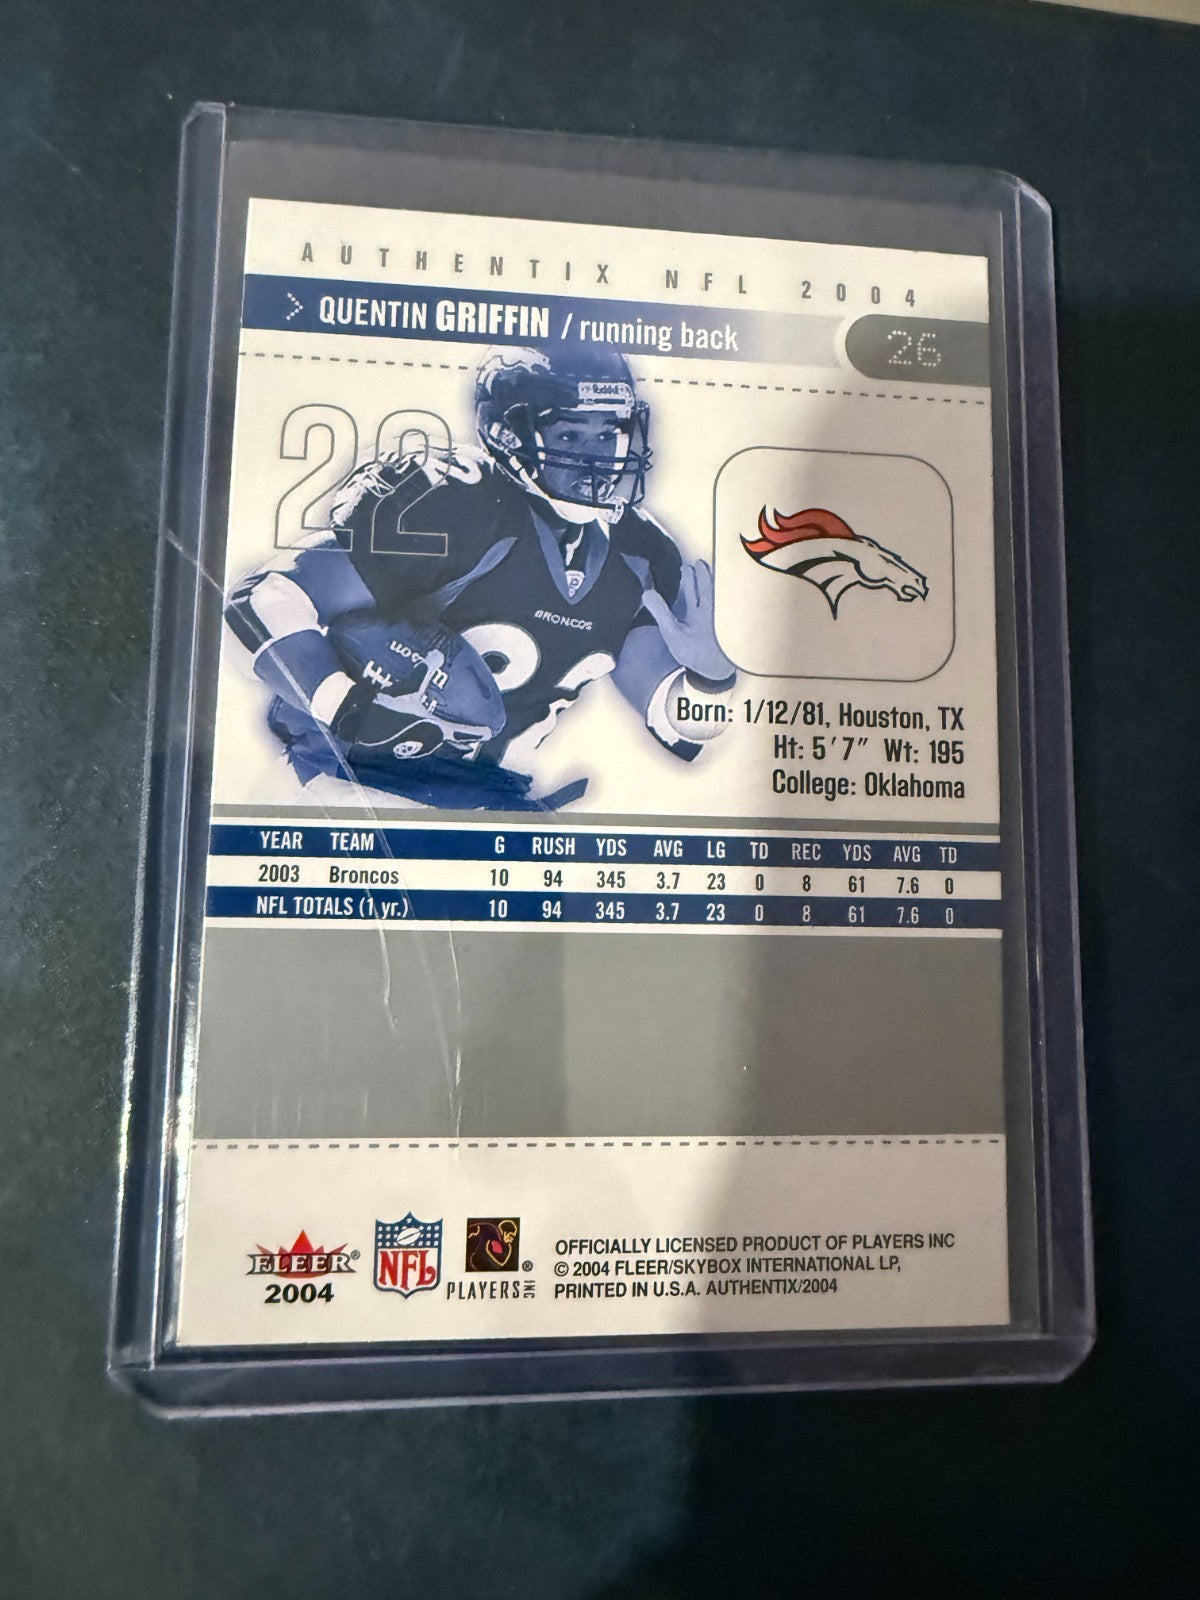 AUTHENTIX NFL 2004
QUENTIN GRIFFIN / running back
26
22
Riddell
BRONCOS
Wilson
Born: 1/12/81, Houston, TX
Ht: 5'7" Wt: 195
College: Oklahoma
YEAR TEAM G RUSH YDS AVG LG TD REC YDS AVG TD
2003 Broncos 10 94 345 3.7 23 0 8 61 7.6 0
NFL TOTALS (1 yr.) 10 94 345 3.7 23 0 8 61 7.6 0
FLEER®
2004
NFL
®
PLAYERS INC
OFFICIALLY LICENSED PRODUCT OF PLAYERS INC
© 2004 FLEER/SKYBOX INTERNATIONAL LP,
PRINTED IN U.S.A. AUTHENTIX/2004